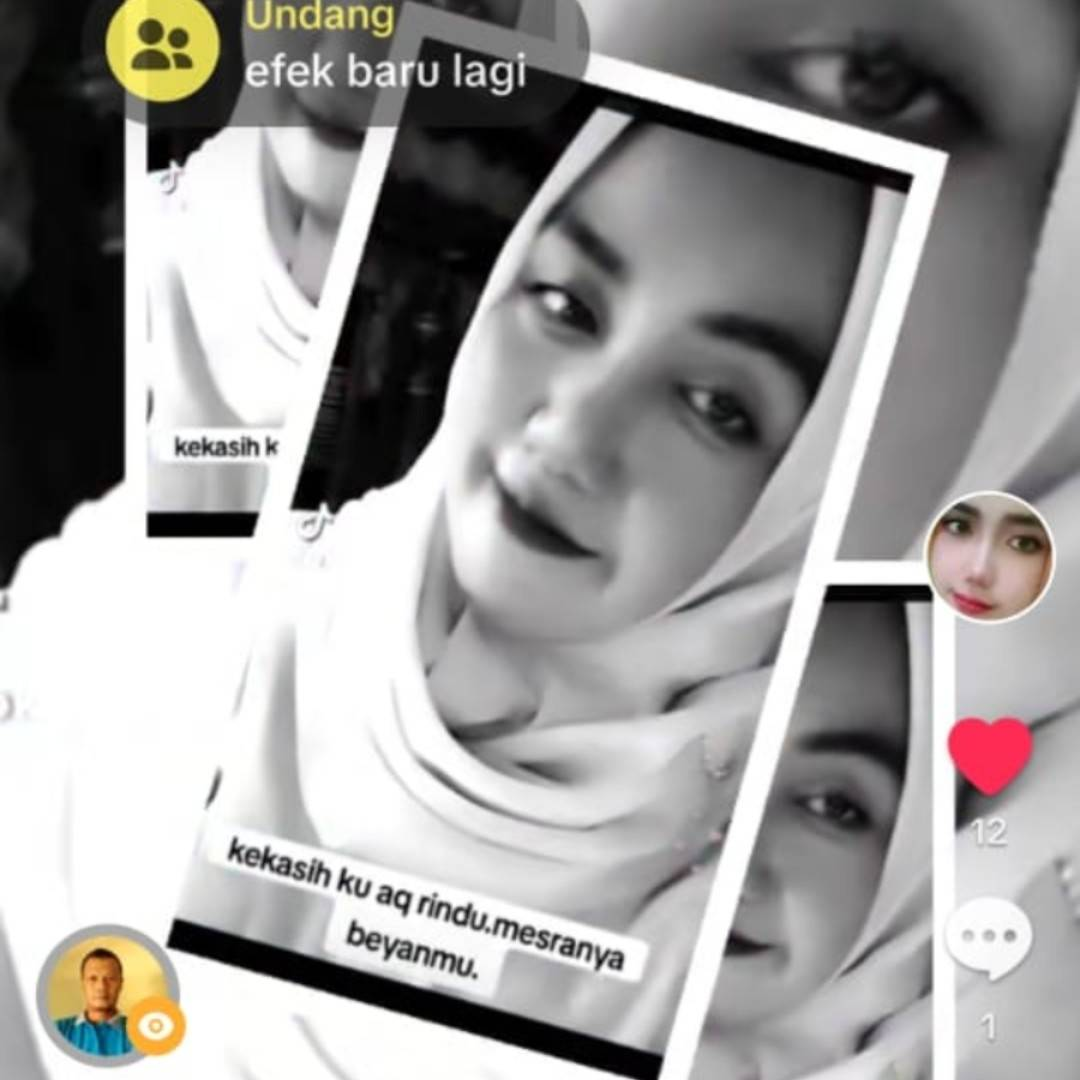 Undang
efek baru lagi
kekasih k
kekasih ku aq rindu.mesranya
beyanmu.
12
1